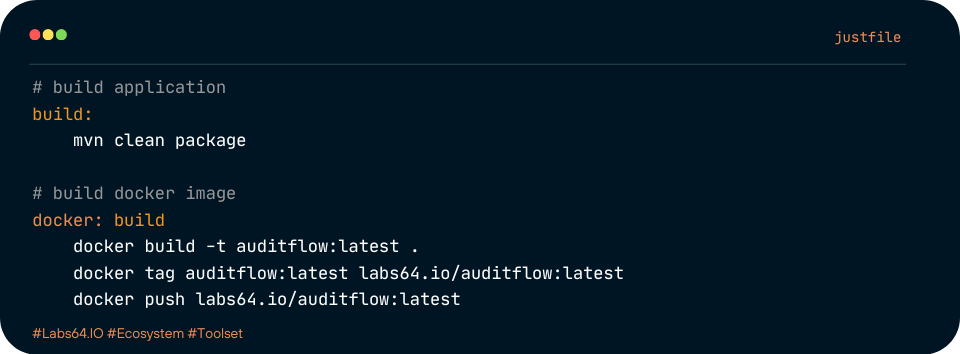 justfile
# build application
build:
    mvn clean package
# build docker image
docker: build
    docker build -t auditflow:latest .
    docker tag auditflow:latest labs64.io/auditflow:latest
    docker push labs64.io/auditflow:latest
#Labs64.IO #Ecosystem #Toolset